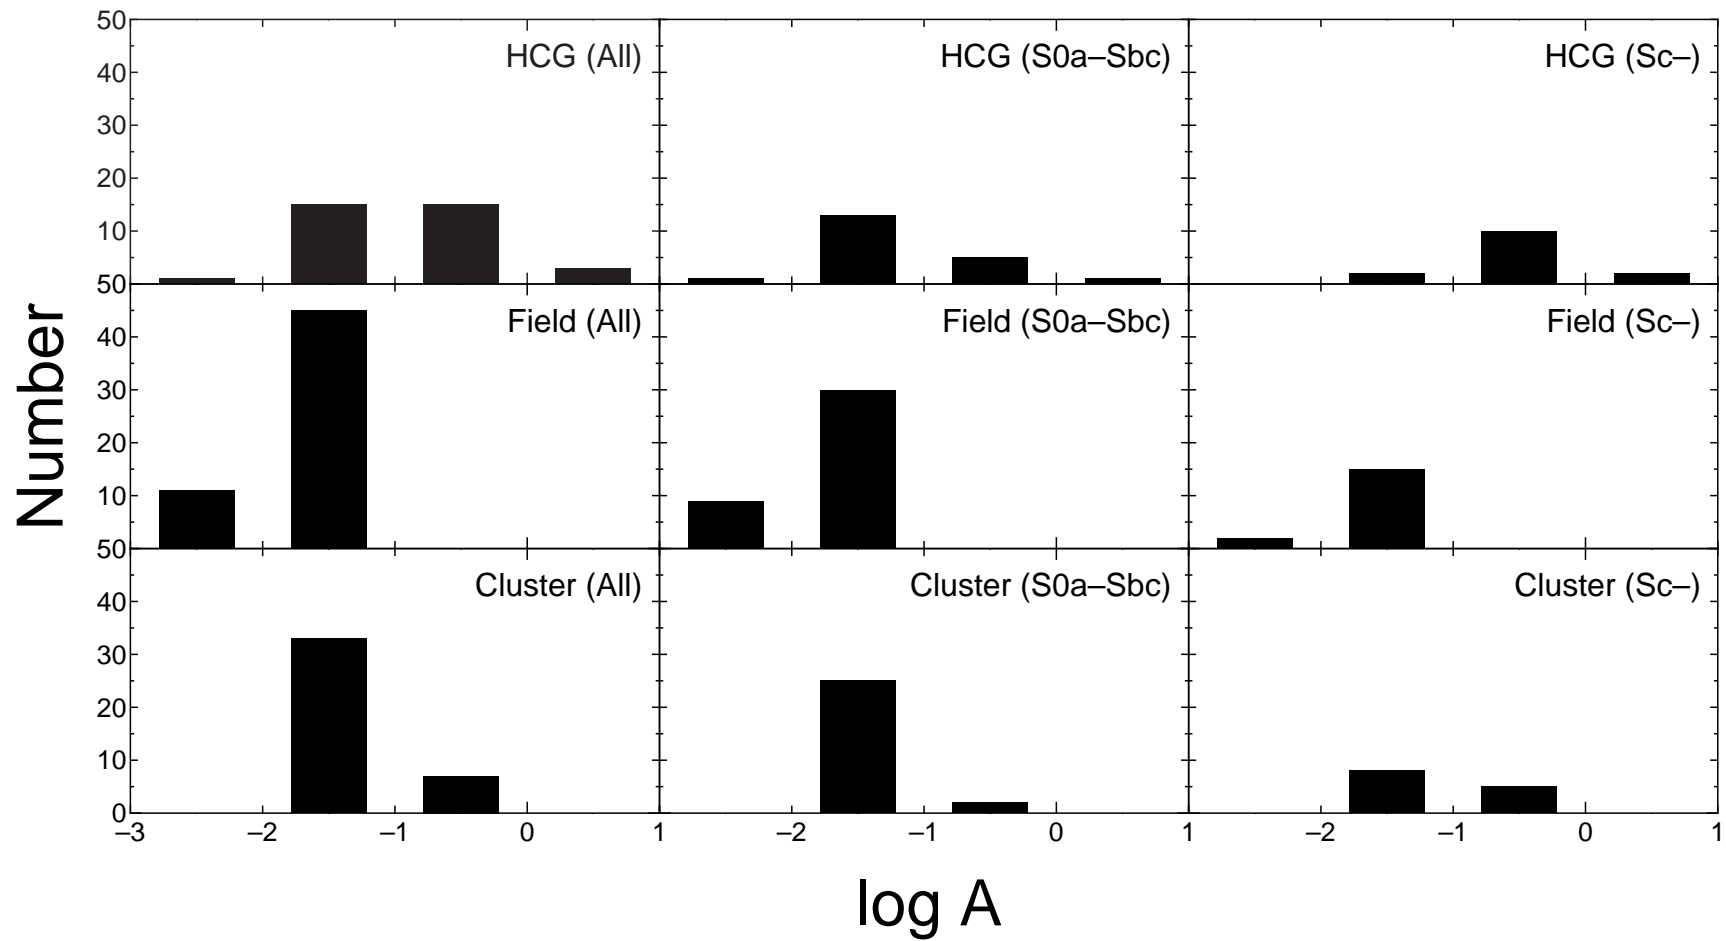 50
40
30
20
10
HCG (All)
HCG (S0a–Sbc)
HCG (Sc–)
50
40
30
20
10
Field (All)
Field (S0a–Sbc)
Field (Sc–)
50
40
30
20
10
0
Cluster (All)
Cluster (S0a–Sbc)
Cluster (Sc–)
–3 –2 –1 0 1 –2 –1 0 1 –2 –1 0 1
Number
log A